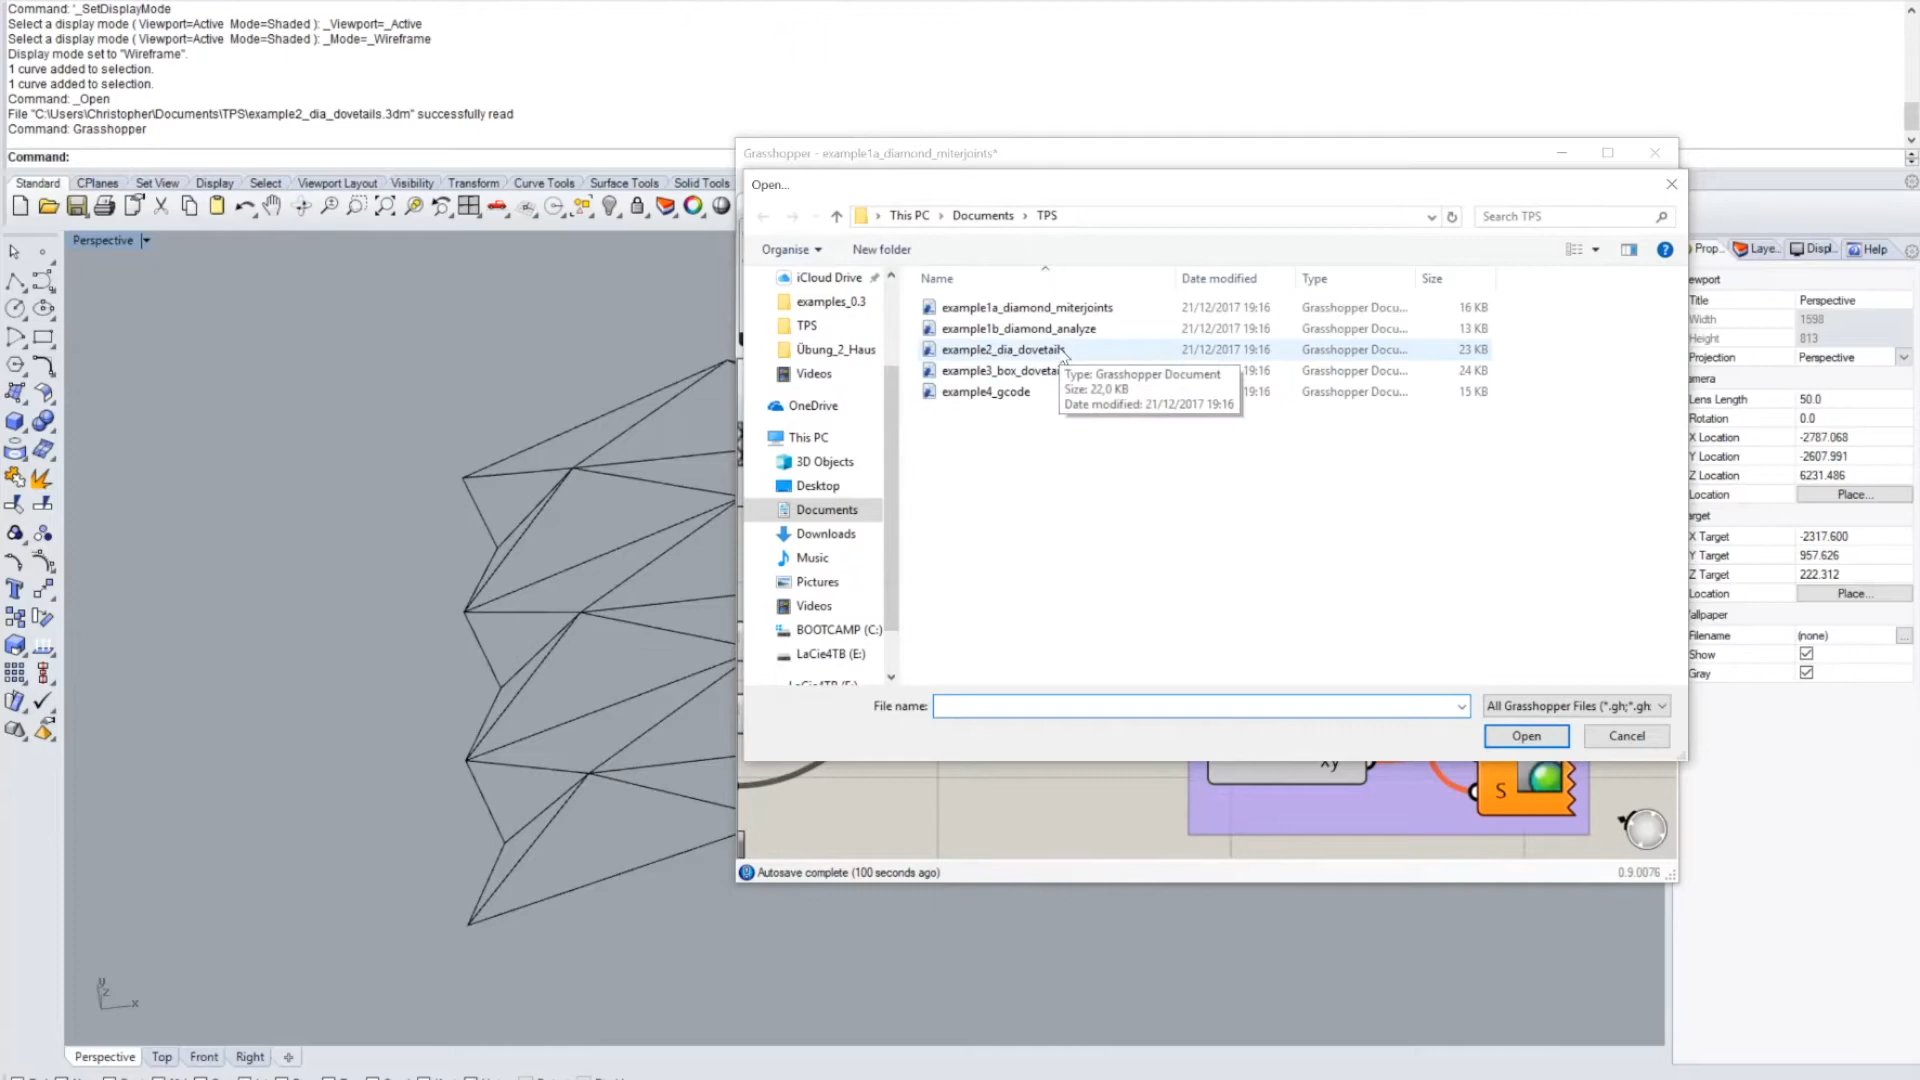 Command: '_SetDisplayMode
Select a display mode ( Viewport=Active  Mode=Shaded ): _Viewport=_Active
Select a display mode ( Viewport=Active  Mode=Shaded ): _Mode=_Wireframe
Display mode set to "Wireframe".
1 curve added to selection.
1 curve added to selection.
Command: _Open
File "C:\Users\Christopher\Documents\TPS\example2_dia_dovetails.3dm" successfully read
Command: Grasshopper
Command:
Grasshopper - example1a_diamond_miterjoints*
Standard CPlanes Set View Display Select Viewport Layout Visibility Transform Curve Tools Surface Tools Solid Tools
Open...
This PC › Documents › TPS
Search TPS
Perspective
Organise
New folder
Prop... Laye... Displ... Help
Name Date modified Type Size
iCloud Drive
examples_0.3
TPS
Übung_2_Haus
Videos
OneDrive
This PC
3D Objects
Desktop
Documents
Downloads
Music
Pictures
Videos
BOOTCAMP (C:)
LaCie4TB (E:)
example1a_diamond_miterjoints 21/12/2017 19:16 Grasshopper Docu... 16 KB
example1b_diamond_analyze 21/12/2017 19:16 Grasshopper Docu... 13 KB
example2_dia_dovetails 21/12/2017 19:16 Grasshopper Docu... 23 KB
example3_box_dovetai 19:16 Grasshopper Docu... 24 KB
example4_gcode 19:16 Grasshopper Docu... 15 KB
Type: Grasshopper Document
Size: 22,0 KB
Date modified: 21/12/2017 19:16
File name:
All Grasshopper Files (*.gh;*.gh
Open
Cancel
ewport
Title Perspective
Width 1598
Height 813
Projection Perspective
amera
Lens Length 50.0
Rotation 0.0
X Location -2787.068
Y Location -2607.991
Z Location 6231.486
Location Place...
arget
X Target -2317.600
Y Target 957.626
Z Target 222.312
Location Place...
allpaper
Filename (none)
Show
Gray
xy
S
Autosave complete (100 seconds ago)
0.9.0076
y
z
x
Perspective Top Front Right